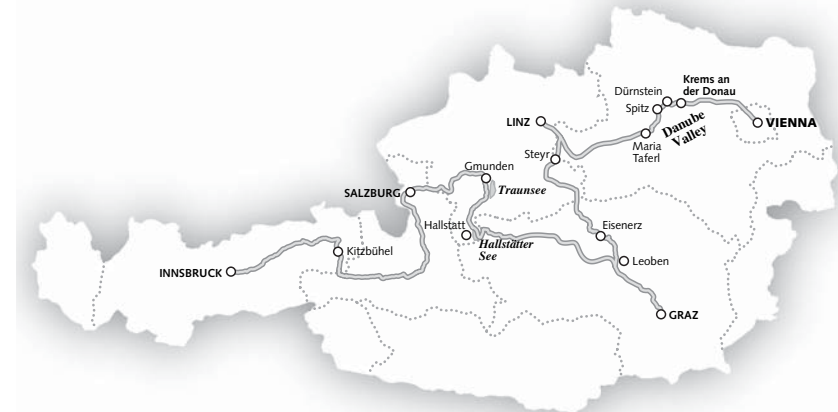 Krems an
der Donau
Dürnstein
Spitz
LINZ
VIENNA
Danube
Valley
Maria
Taferl
Steyr
Gmunden
Traunsee
SALZBURG
Hallstatt
Hallstätter
See
Eisenerz
Kitzbühel
Leoben
INNSBRUCK
GRAZ